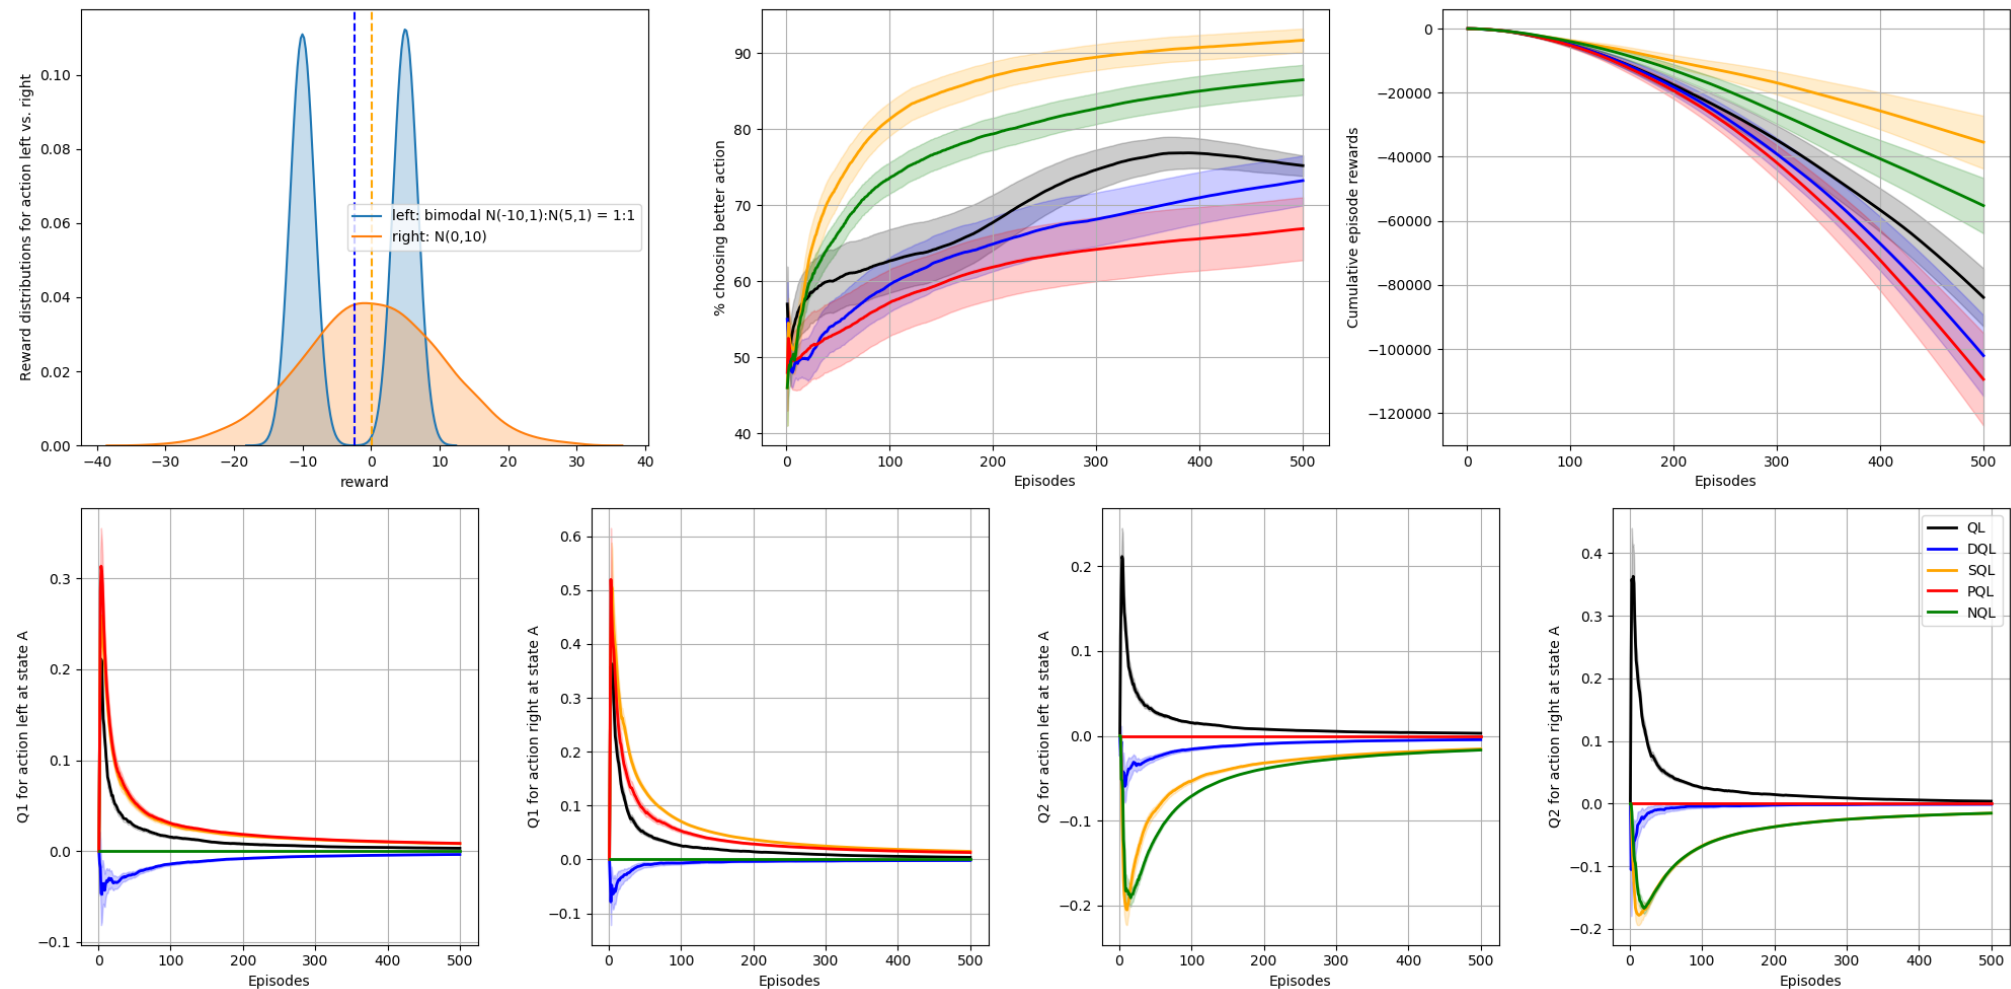 Reward distributions for action left vs. right
0.10
0.08
0.06
0.04
0.02
0.00
left: bimodal N(-10,1):N(5,1) = 1:1
right: N(0,10)
−40 −30 −20 −10 0 10 20 30 40
reward
% choosing better action
90
80
70
60
50
40
0 100 200 300 400 500
Episodes
Cumulative episode rewards
0
−20000
−40000
−60000
−80000
−100000
−120000
0 100 200 300 400 500
Episodes
Q1 for action left at state A
0.3
0.2
0.1
0.0
−0.1
0 100 200 300 400 500
Episodes
Q1 for action right at state A
0.6
0.5
0.4
0.3
0.2
0.1
0.0
−0.1
0 100 200 300 400 500
Episodes
Q2 for action left at state A
0.2
0.1
0.0
−0.1
−0.2
0 100 200 300 400 500
Episodes
Q2 for action right at state A
0.4
0.3
0.2
0.1
0.0
−0.1
−0.2
QL
DQL
SQL
PQL
NQL
0 100 200 300 400 500
Episodes